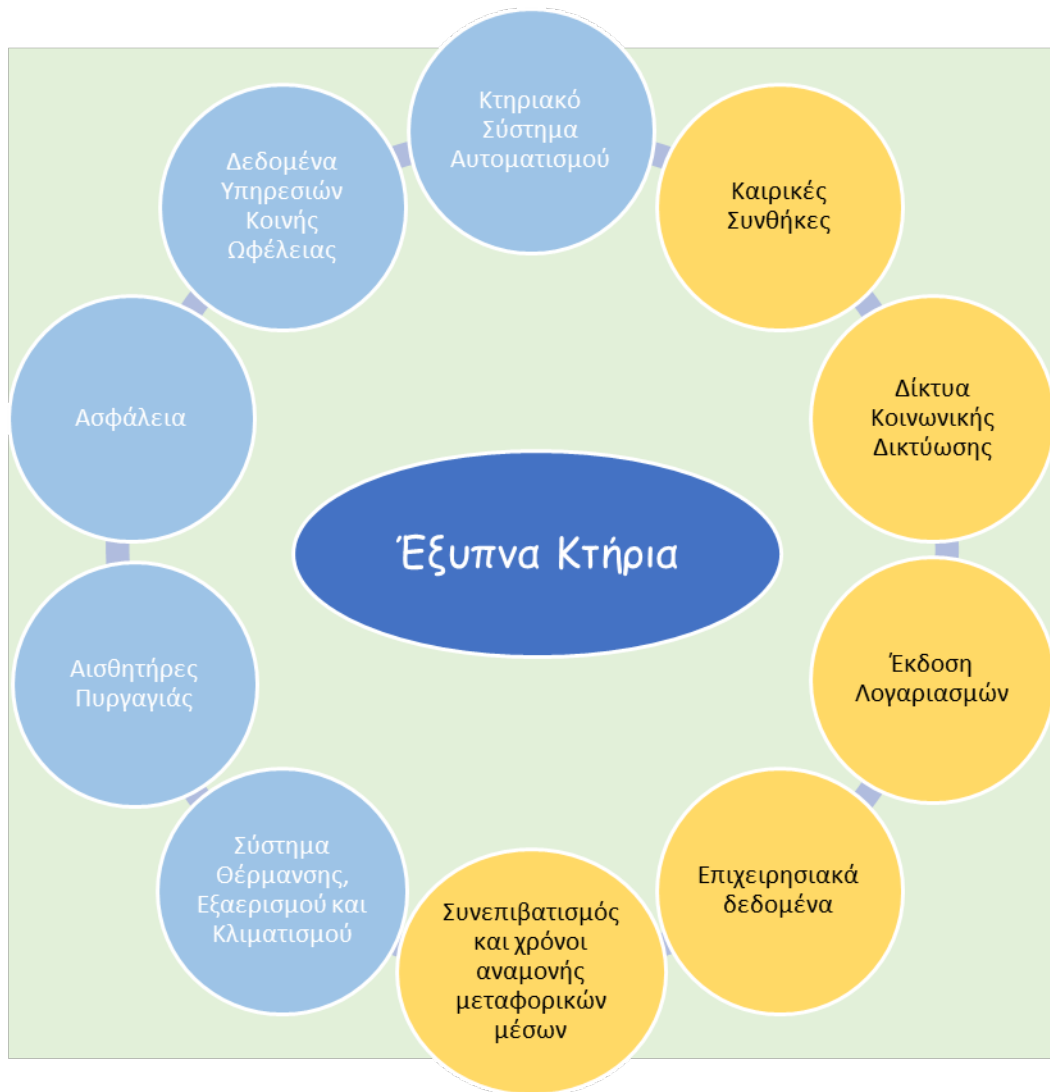 Κτηριακό
Σύστημα
Αυτοματισμού
Καιρικές
Συνθήκες
Δίκτυα
Κοινωνικής
Δικτύωσης
Έκδοση
Λογαριασμών
Επιχειρησιακά
δεδομένα
Συνεπιβατισμός
και χρόνοι
αναμονής
μεταφορικών
μέσων
Σύστημα
Θέρμανσης,
Εξαερισμού και
Κλιματισμού
Αισθητήρες
Πυργαγιάς
Ασφάλεια
Δεδομένα
Υπηρεσιών
Κοινής
Ωφέλειας
Έξυπνα Κτήρια